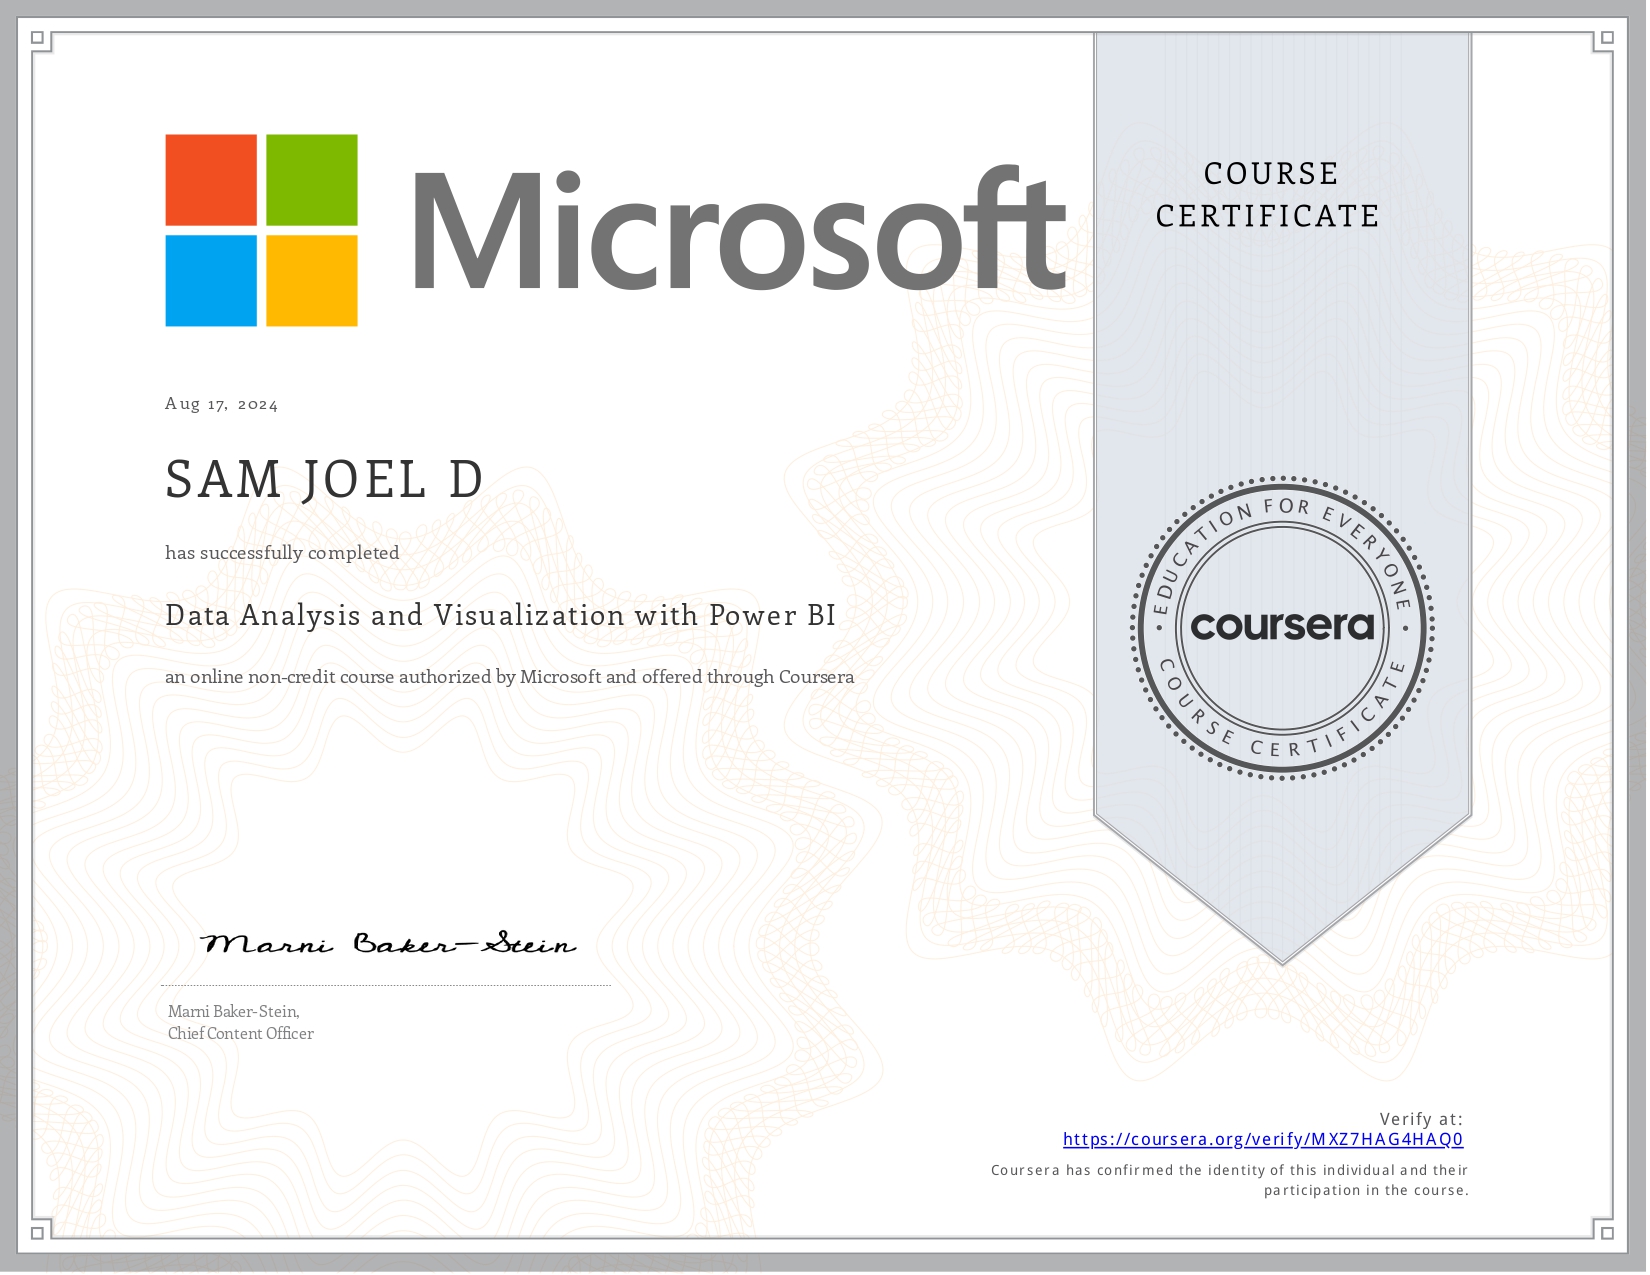 Microsoft
COURSE
CERTIFICATE
Aug 17, 2024
SAM JOEL D
has successfully completed
Data Analysis and Visualization with Power BI
an online non-credit course authorized by Microsoft and offered through Coursera
EDUCATION FOR EVERYONE
coursera
COURSE CERTIFICATE
Marni Baker-Stein
Marni Baker-Stein,
Chief Content Officer
Verify at:
https://coursera.org/verify/MXZ7HAG4HAQ0
Coursera has confirmed the identity of this individual and their
participation in the course.